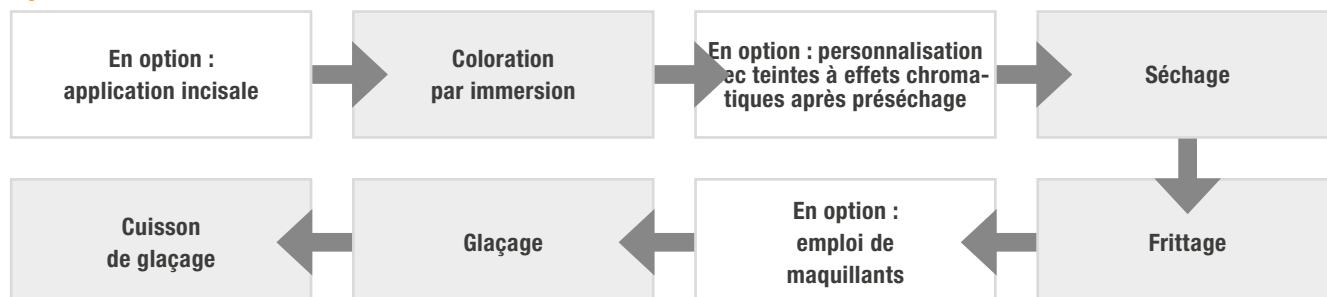 En option :
application incisale
Coloration
par immersion
En option : personnalisation
ec teintes à effets chroma-
tiques après préséchage
Séchage
Frittage
En option :
emploi de
maquillants
Glaçage
Cuisson
de glaçage